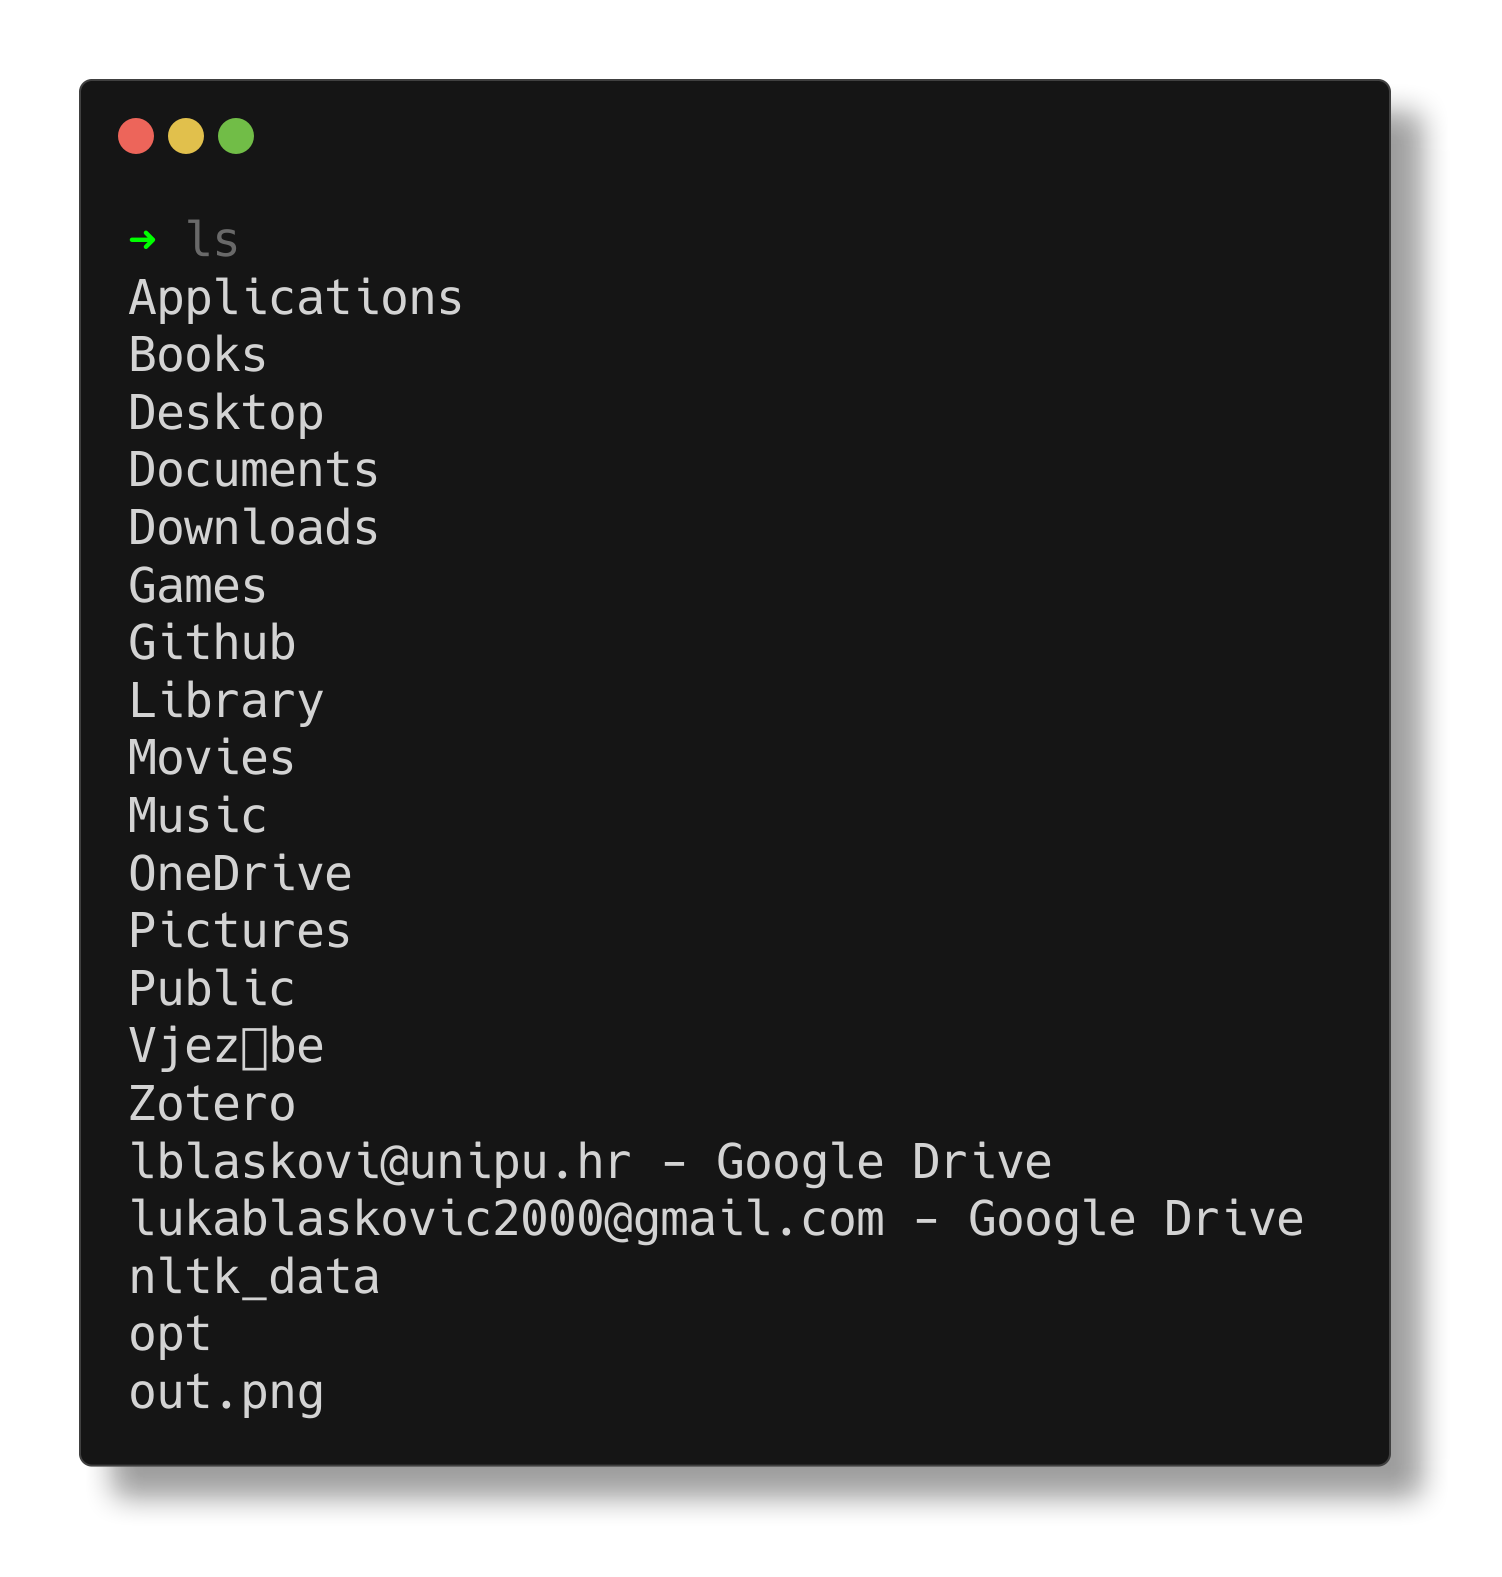 ➜ ls
Applications
Books
Desktop
Documents
Downloads
Games
Github
Library
Movies
Music
OneDrive
Pictures
Public
Vjez▯be
Zotero
lblaskovi@unipu.hr - Google Drive
lukablaskovic2000@gmail.com - Google Drive
nltk_data
opt
out.png